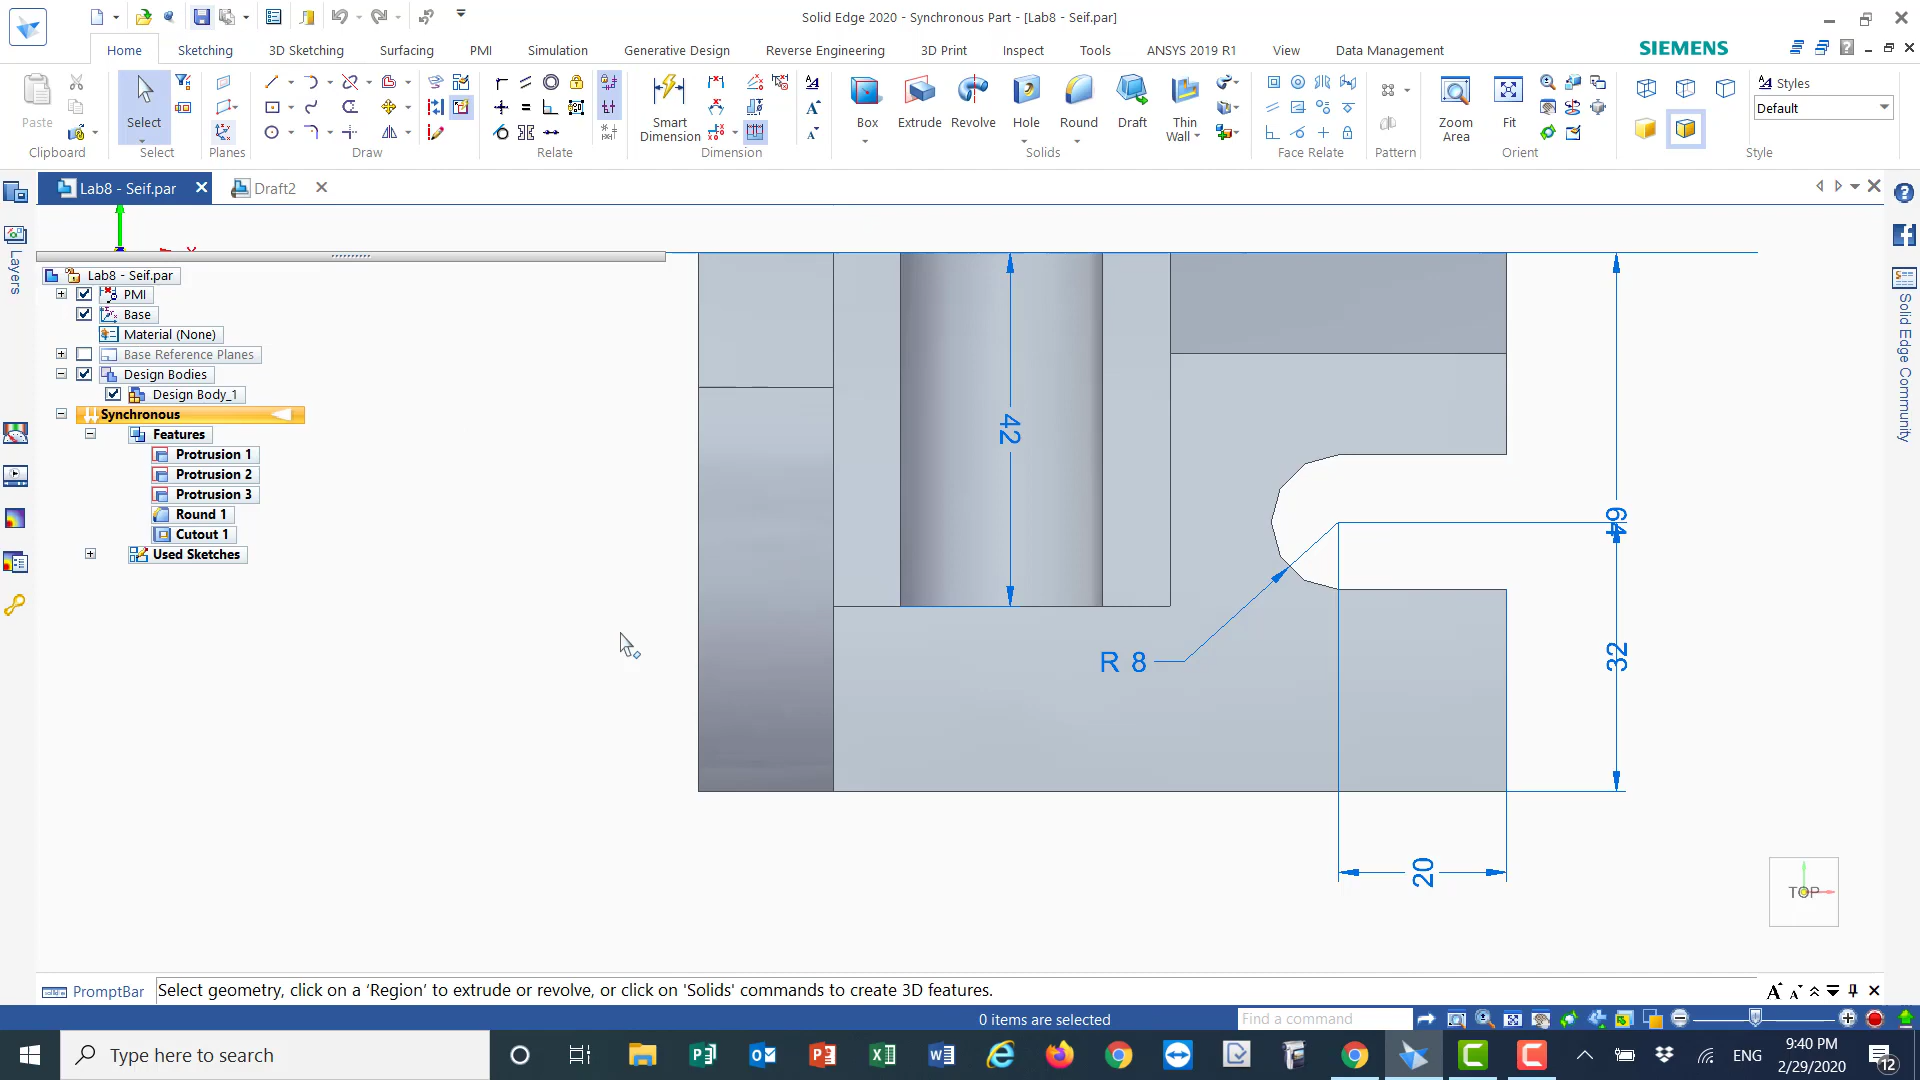 Solid Edge 2020 - Synchronous Part - [Lab8 - Seif.par]
Home Sketching 3D Sketching Surfacing PMI Simulation Generative Design Reverse Engineering 3D Print Inspect Tools ANSYS 2019 R1 View Data Management
SIEMENS
Paste
Clipboard
Select
Select
Planes
Draw
Relate
Smart Dimension
Dimension
Box Extrude Revolve Hole Round Draft Thin Wall
Solids
Face Relate
Pattern
Zoom Area
Fit
Orient
Styles
Default
Style
Lab8 - Seif.par
Draft2
Layers
Lab8 - Seif.par
PMI
Base
Material (None)
Base Reference Planes
Design Bodies
Design Body_1
Synchronous
Features
Protrusion 1
Protrusion 2
Protrusion 3
Round 1
Cutout 1
Used Sketches
X
42
64
R 8
32
20
TOP
Solid Edge Community
PromptBar
Select geometry, click on a ‘Region’ to extrude or revolve, or click on 'Solids' commands to create 3D features.
0 items are selected
Find a command
Type here to search
ENG
9:40 PM
2/29/2020
12